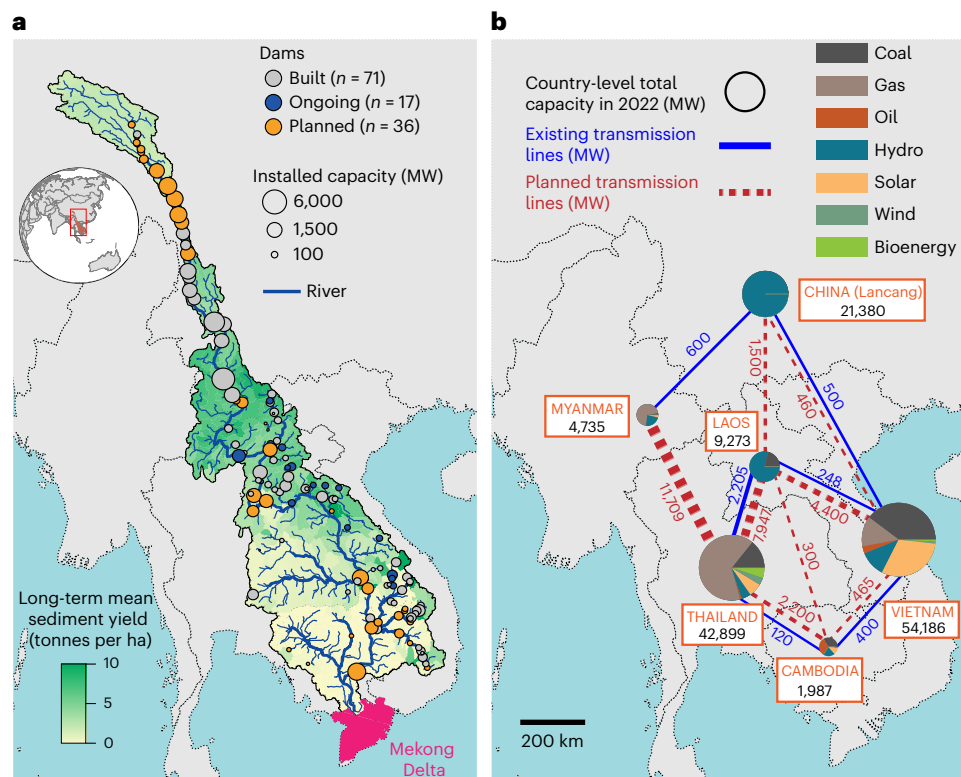 a
Dams
Built (n = 71)
Ongoing (n = 17)
Planned (n = 36)
Installed capacity (MW)
6,000
1,500
100
River
Long-term mean
sediment yield
(tonnes per ha)
10
5
0
Mekong
Delta
b
Country-level total
capacity in 2022 (MW)
Existing transmission
lines (MW)
Planned transmission
lines (MW)
Coal
Gas
Oil
Hydro
Solar
Wind
Bioenergy
CHINA (Lancang)
21,380
600
1,500
460
500
MYANMAR
4,735
LAOS
9,273
11,709
2,205
7,947
248
4,400
300
THAILAND
42,899
2,200
120
465
400
VIETNAM
54,186
CAMBODIA
1,987
200 km